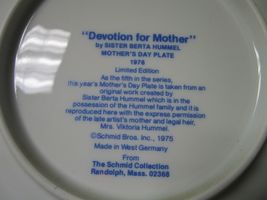 "Devotion for Mother"
by SISTER BERTA HUMMEL
MOTHER'S DAY PLATE
1976
Limited Edition
As the fifth in the series,
this year's Mother's Day Plate is taken from an
original work created by
Sister Berta Hummel which is in the
possession of the Hummel family and it is
reproduced here with the express permission
of the late artist's mother and legal heir,
Mrs. Viktoria Hummel.
©Schmid Bros. Inc., 1975
Made in West Germany
From
The Schmid Collection
Randolph, Mass. 02368